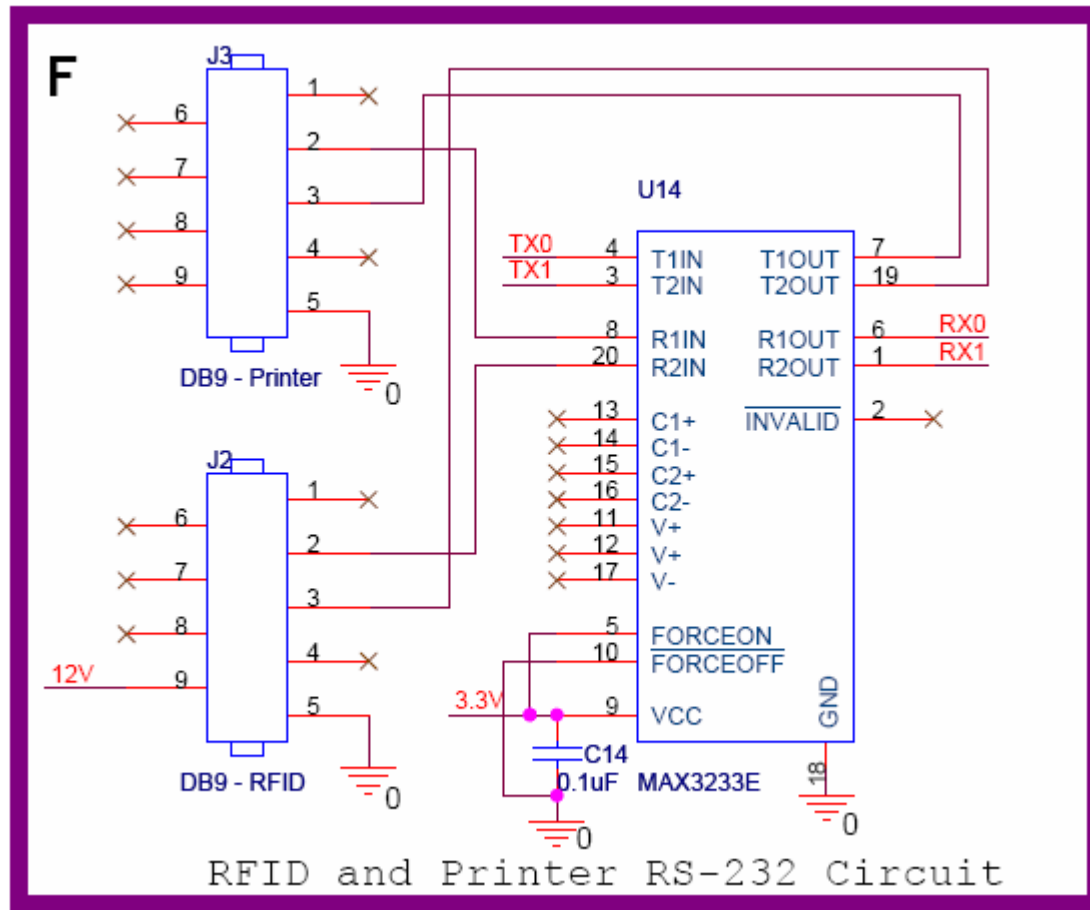 F
J3
1
6
2
7
3
8
4
9
5
0
DB9 - Printer
J2
1
6
2
7
3
8
4
12V
9
5
0
DB9 - RFID
U14
TX0
4
T1IN
T1OUT
7
TX1
3
T2IN
T2OUT
19
8
R1IN
R1OUT
6
RX0
20
R2IN
R2OUT
1
RX1
13
C1+
INVALID
2
14
C1-
15
C2+
16
C2-
11
V+
12
V+
17
V-
5
FORCEON
10
FORCEOFF
3.3V
9
VCC
GND
18
0
C14
0.1uF
MAX3233E
0
RFID and Printer RS-232 Circuit